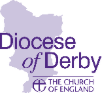 Diocese
of Derby
THE CHURCH
OF ENGLAND